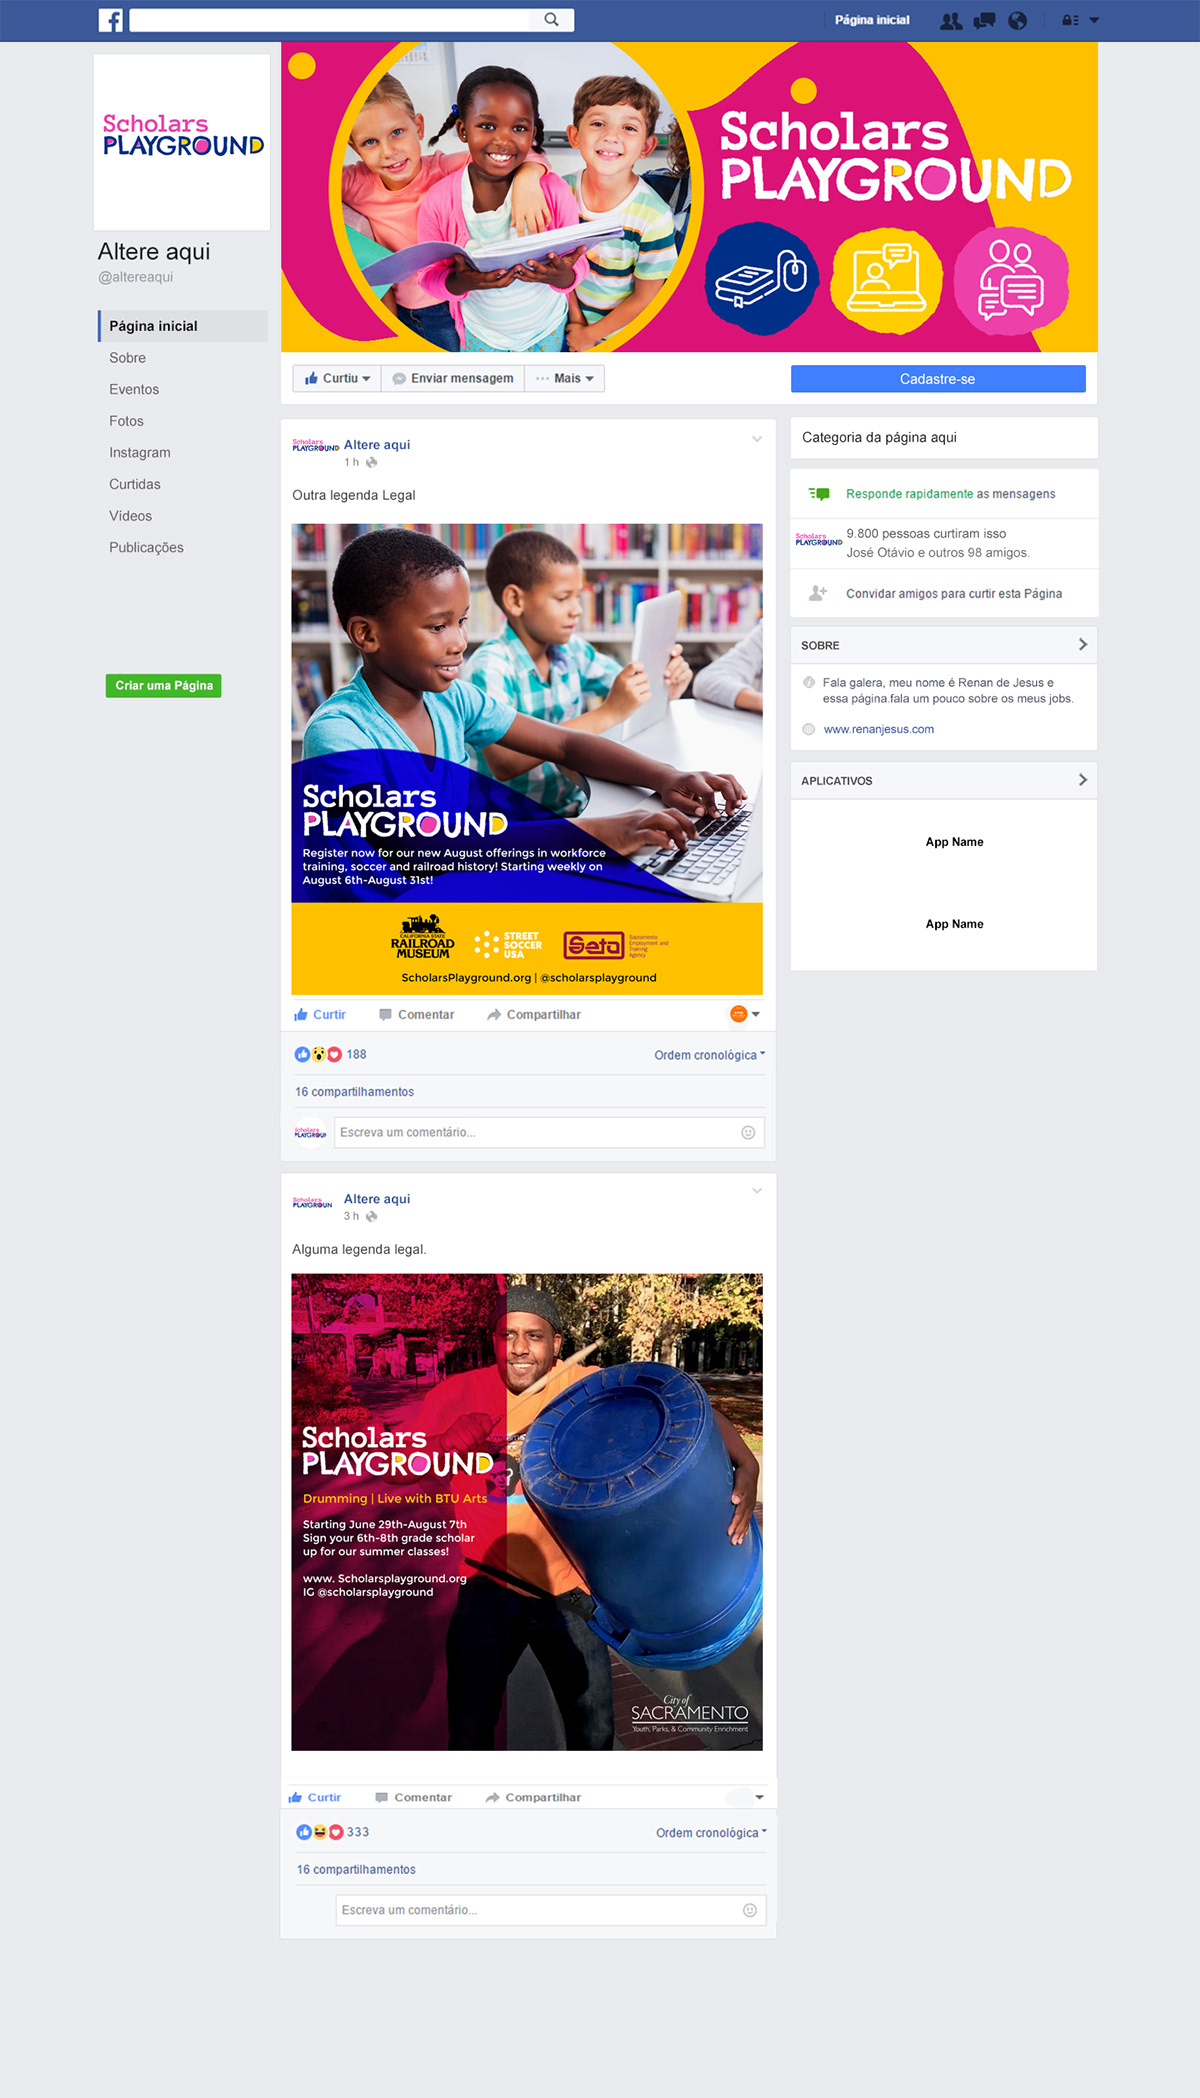 Página inicial
Scholars
PLAYGROUND
Altere aqui
@altereaqui
Página inicial
Sobre
Eventos
Fotos
Instagram
Curtidas
Vídeos
Publicações
Criar uma Página
Scholars
PLAYGROUND
Curtiu
Enviar mensagem
Mais
Cadastre-se
Scholars
PLAYGROUND
Altere aqui
1 h
Outra legenda Legal
Scholars
PLAYGROUND
Register now for our new August offerings in workforce
training, soccer and railroad history! Starting weekly on
August 6th-August 31st!
CALIFORNIA STATE
RAILROAD
MUSEUM
STREET
SOCCER
USA
Seta
Sacramento
Employment and
Training
Agency
ScholarsPlayground.org | @scholarsplayground
Curtir
Comentar
Compartilhar
188
Ordem cronológica
16 compartilhamentos
Scholars
PLAYGROUN
Escreva um comentário...
Scholars
PLAYGROUN
Altere aqui
3 h
Alguma legenda legal.
Scholars
PLAYGROUND
Drumming | Live with BTU Arts
Starting June 29th-August 7th
Sign your 6th-8th grade scholar
up for our summer classes!
www. Scholarsplayground.org
IG @scholarsplayground
City of
SACRAMENTO
Youth, Parks, & Community Enrichment
Curtir
Comentar
Compartilhar
333
Ordem cronológica
16 compartilhamentos
Escreva um comentário...
Categoria da página aqui
Responde rapidamente as mensagens
Scholars
PLAYGROUND
9.800 pessoas curtiram isso
José Otávio e outros 98 amigos.
Convidar amigos para curtir esta Página
SOBRE
Fala galera, meu nome é Renan de Jesus e
essa página.fala um pouco sobre os meus jobs.
www.renanjesus.com
APLICATIVOS
App Name
App Name